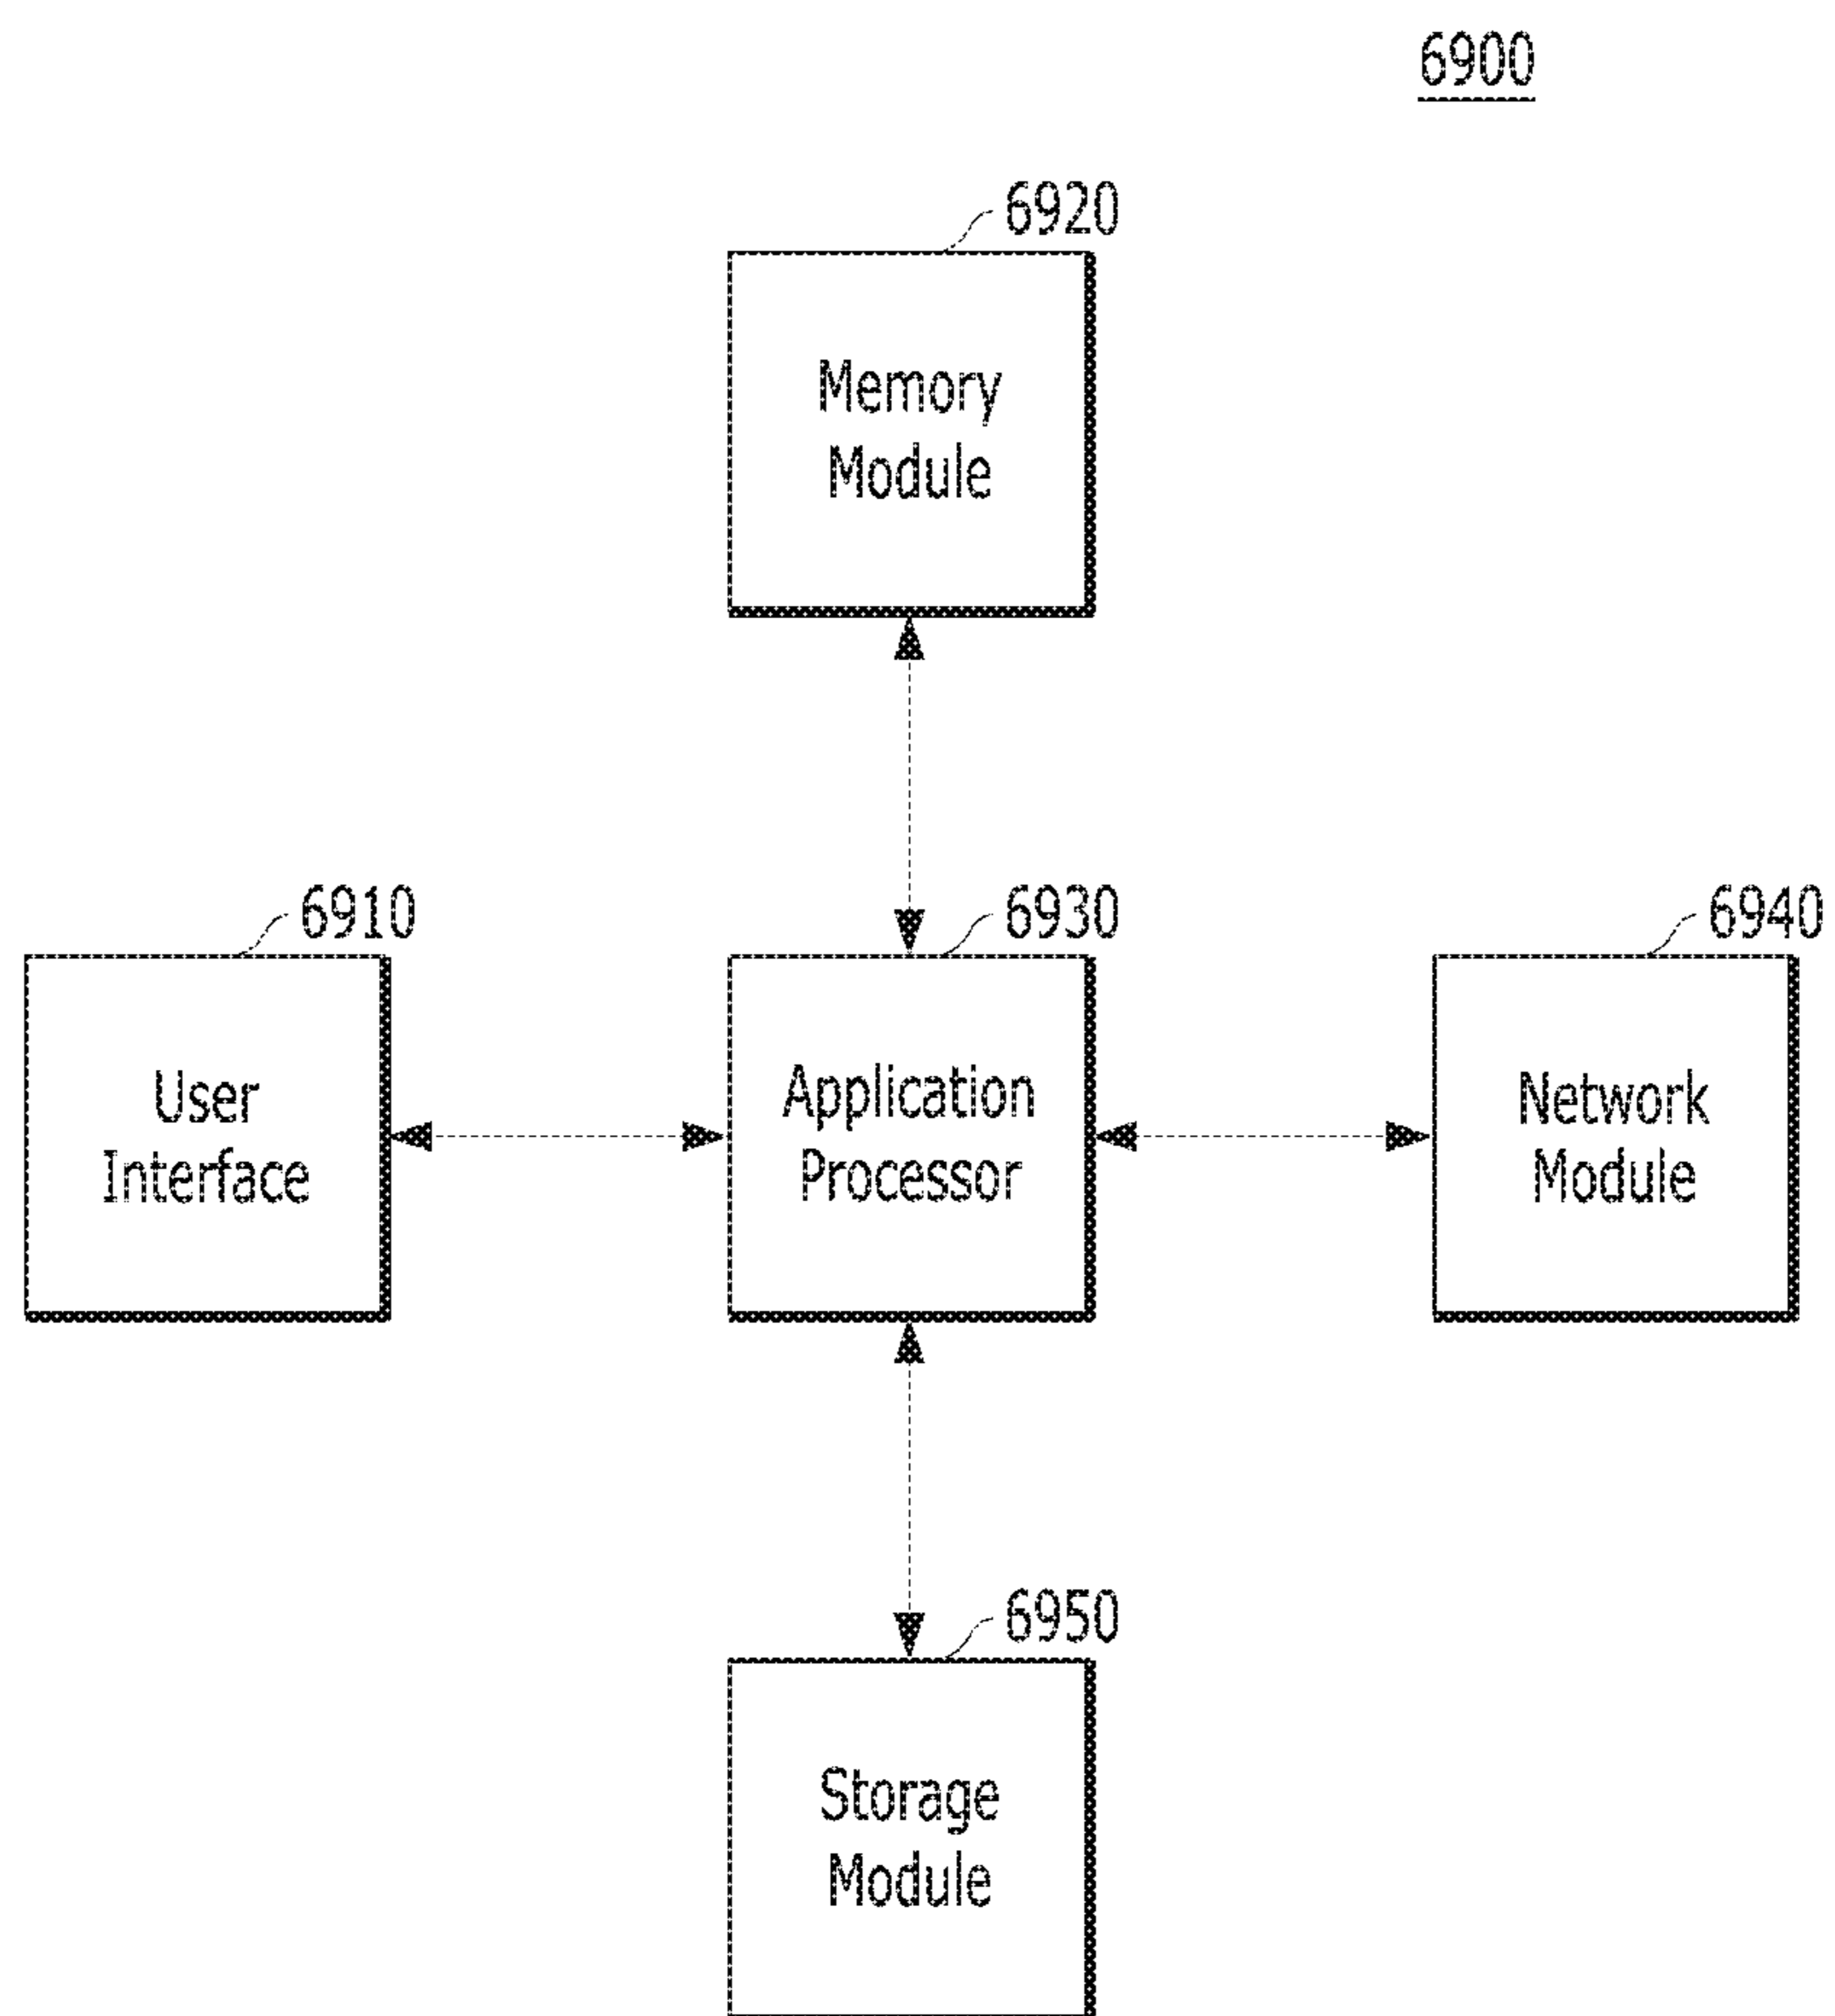 6900
6920
Memory
Module
6910
6930
6940
User
Interface
Application
Processor
Network
Module
6950
Storage
Module